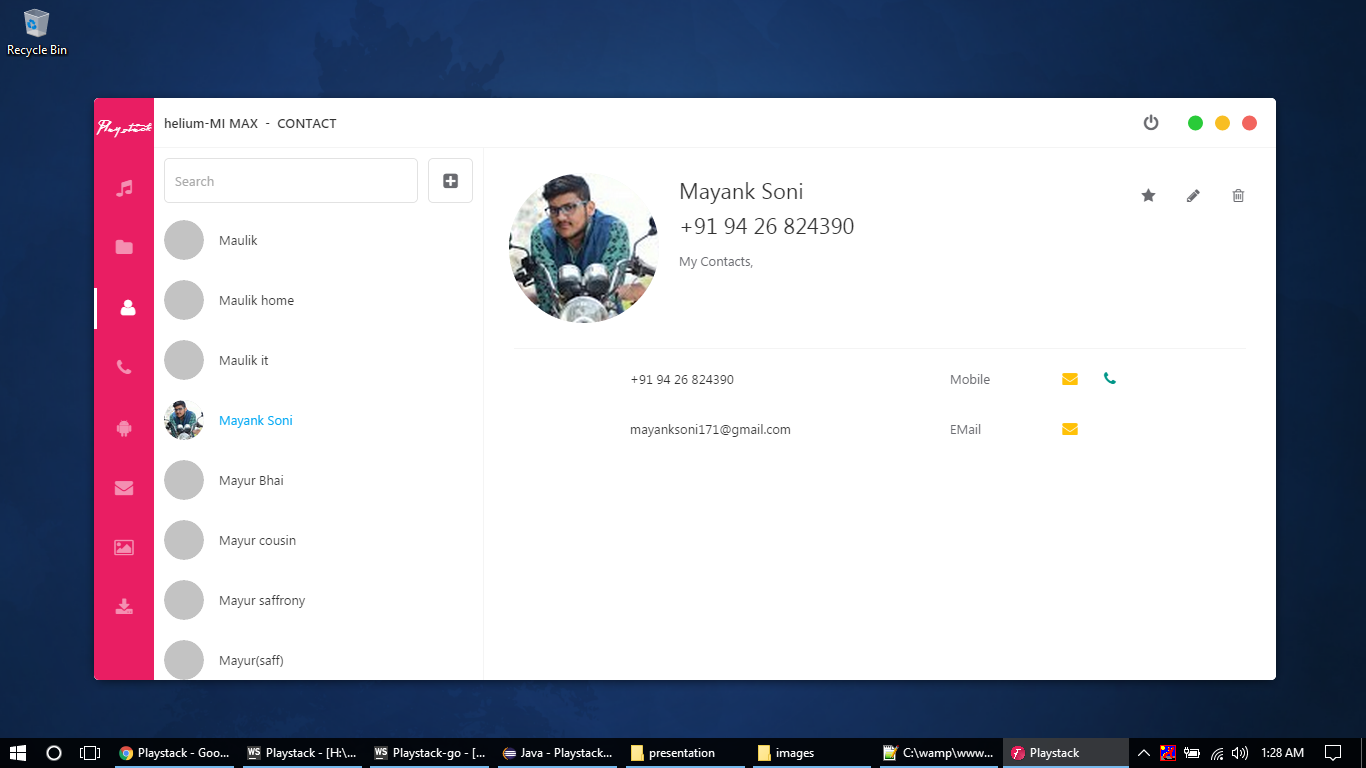 Recycle Bin
Playstack
helium-MI MAX - CONTACT
Search
Maulik
Maulik home
Maulik it
Mayank Soni
Mayur Bhai
Mayur cousin
Mayur saffrony
Mayur(saff)
Mayank Soni
+91 94 26 824390
My Contacts,
+91 94 26 824390 Mobile
mayanksoni171@gmail.com EMail
Playstack - Goo... WS Playstack - [H:\... WS Playstack-go - [... Java - Playstack... presentation images C:\wamp\www... Playstack 1:28 AM